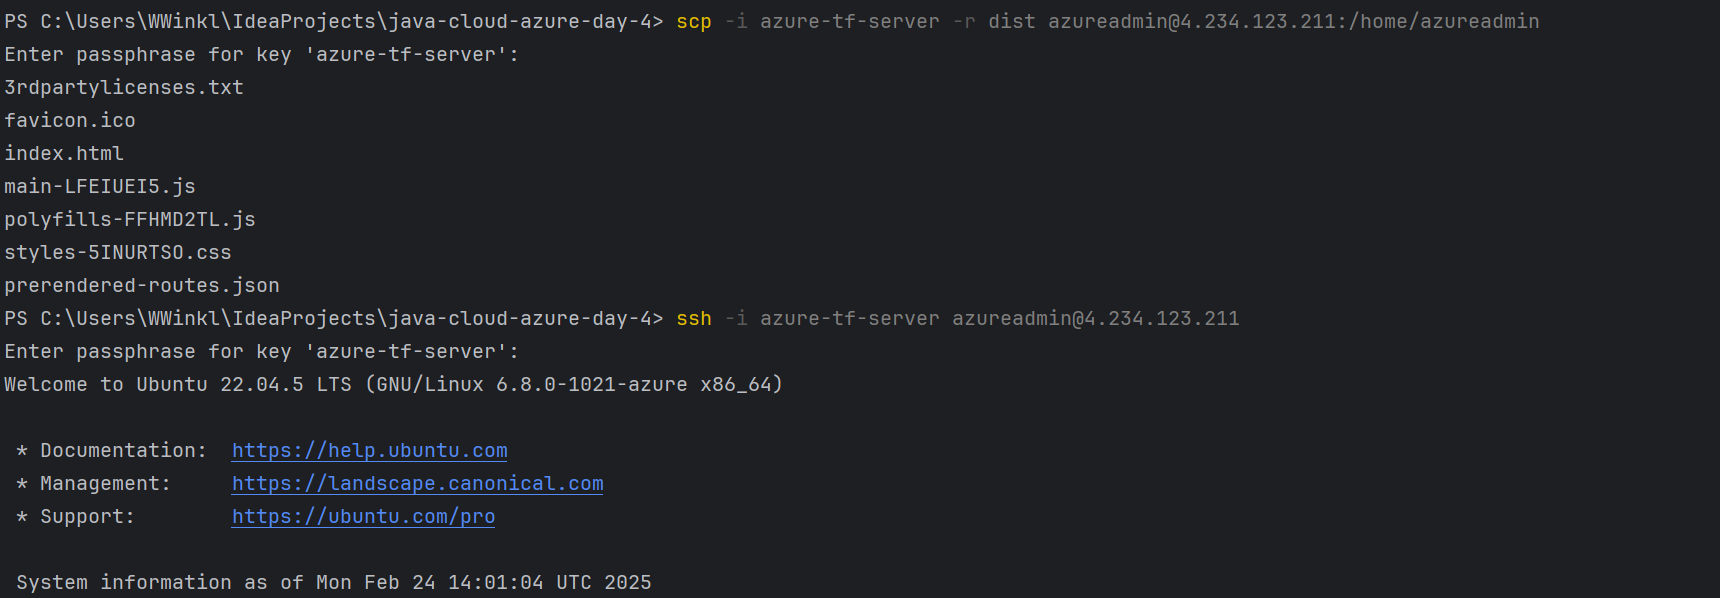 PS C:\Users\WWinkl\IdeaProjects\java-cloud-azure-day-4> scp -i azure-tf-server -r dist azureadmin@4.234.123.211:/home/azureadmin
Enter passphrase for key 'azure-tf-server':
3rdpartylicenses.txt
favicon.ico
index.html
main-LFEIUEI5.js
polyfills-FFHMD2TL.js
styles-5INURTSO.css
prerendered-routes.json
PS C:\Users\WWinkl\IdeaProjects\java-cloud-azure-day-4> ssh -i azure-tf-server azureadmin@4.234.123.211
Enter passphrase for key 'azure-tf-server':
Welcome to Ubuntu 22.04.5 LTS (GNU/Linux 6.8.0-1021-azure x86_64)
* Documentation:  https://help.ubuntu.com
* Management:     https://landscape.canonical.com
* Support:        https://ubuntu.com/pro
System information as of Mon Feb 24 14:01:04 UTC 2025